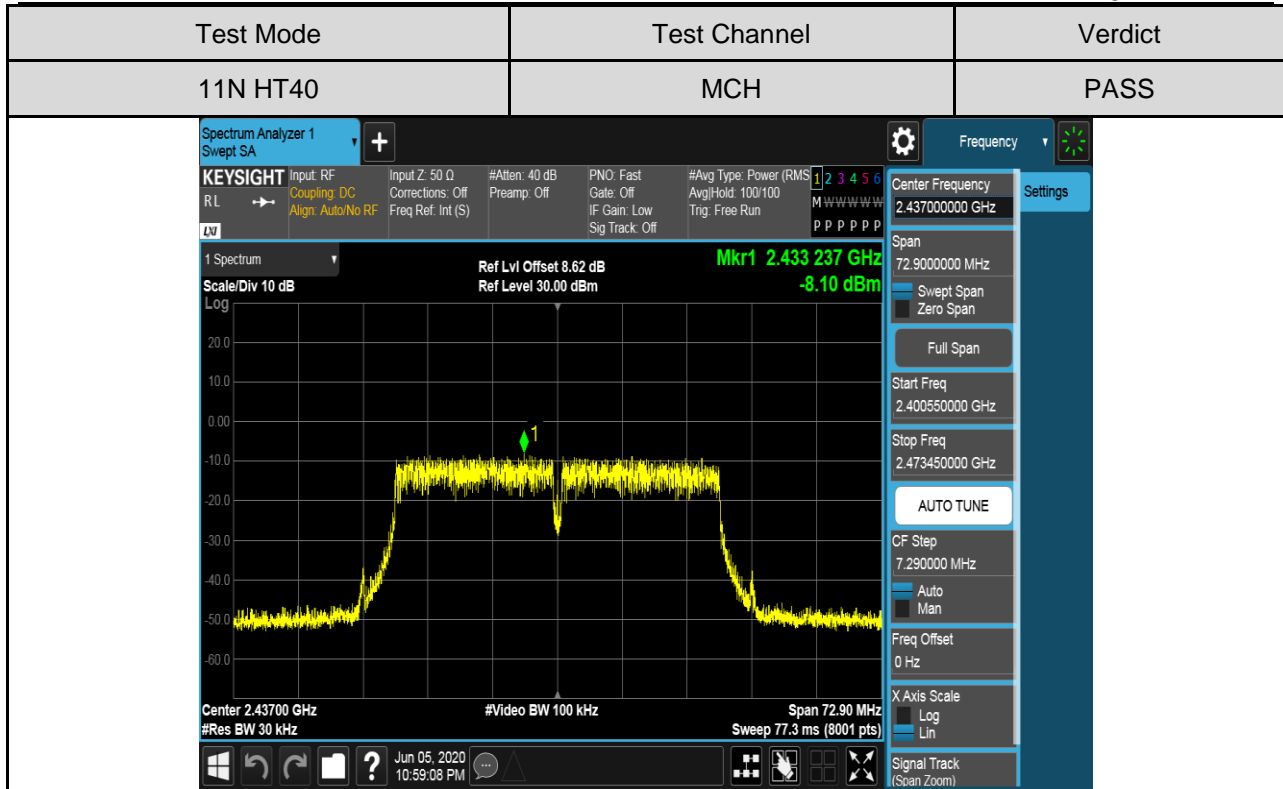 Test Mode Test Channel Verdict
11N HT40 MCH PASS
Spectrum Analyzer 1
Swept SA
Frequency
KEYSIGHT
R L
LXI
Input: RF
Coupling: DC
Align: Auto/No RF
Input Z: 50 Ω
Corrections: Off
Freq Ref: Int (S)
#Atten: 40 dB
Preamp: Off
PNO: Fast
Gate: Off
IF Gain: Low
Sig Track: Off
#Avg Type: Power (RMS
Avg|Hold: 100/100
Trig: Free Run
1 2 3 4 5 6
M W W W W W
P P P P P P
1 Spectrum
Scale/Div 10 dB
Log
Ref Lvl Offset 8.62 dB
Ref Level 30.00 dBm
Mkr1 2.433 237 GHz
-8.10 dBm
20.0
10.0
0.00
-10.0
-20.0
-30.0
-40.0
-50.0
-60.0
1
Center 2.43700 GHz
#Res BW 30 kHz
#Video BW 100 kHz
Span 72.90 MHz
Sweep 77.3 ms (8001 pts)
Center Frequency
2.437000000 GHz
Settings
Span
72.9000000 MHz
Swept Span
Zero Span
Full Span
Start Freq
2.400550000 GHz
Stop Freq
2.473450000 GHz
AUTO TUNE
CF Step
7.290000 MHz
Auto
Man
Freq Offset
0 Hz
X Axis Scale
Log
Lin
Signal Track
(Span Zoom)
?
Jun 05, 2020
10:59:08 PM